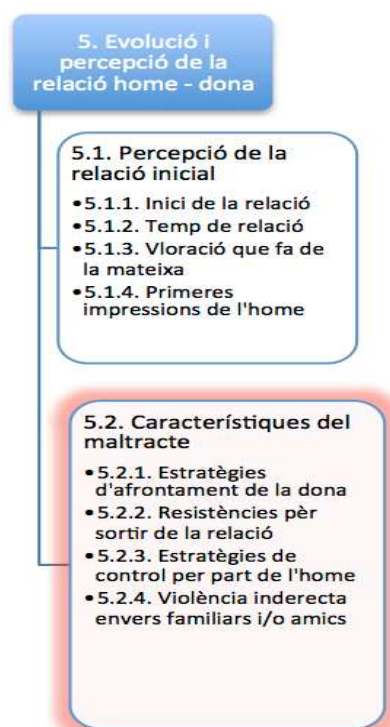 5. Evolució i
percepció de la
relació home - dona
5.1. Percepció de la
relació inicial
•5.1.1. Inici de la relació
•5.1.2. Temp de relació
•5.1.3. Vloració que fa de
la mateixa
•5.1.4. Primeres
impressions de l'home
5.2. Característiques del
maltracte
•5.2.1. Estratègies
d'afrontament de la dona
•5.2.2. Resistències pèr
sortir de la relació
•5.2.3. Estratègies de
control per part de l'home
•5.2.4. Violència inderecta
envers familiars i/o amics